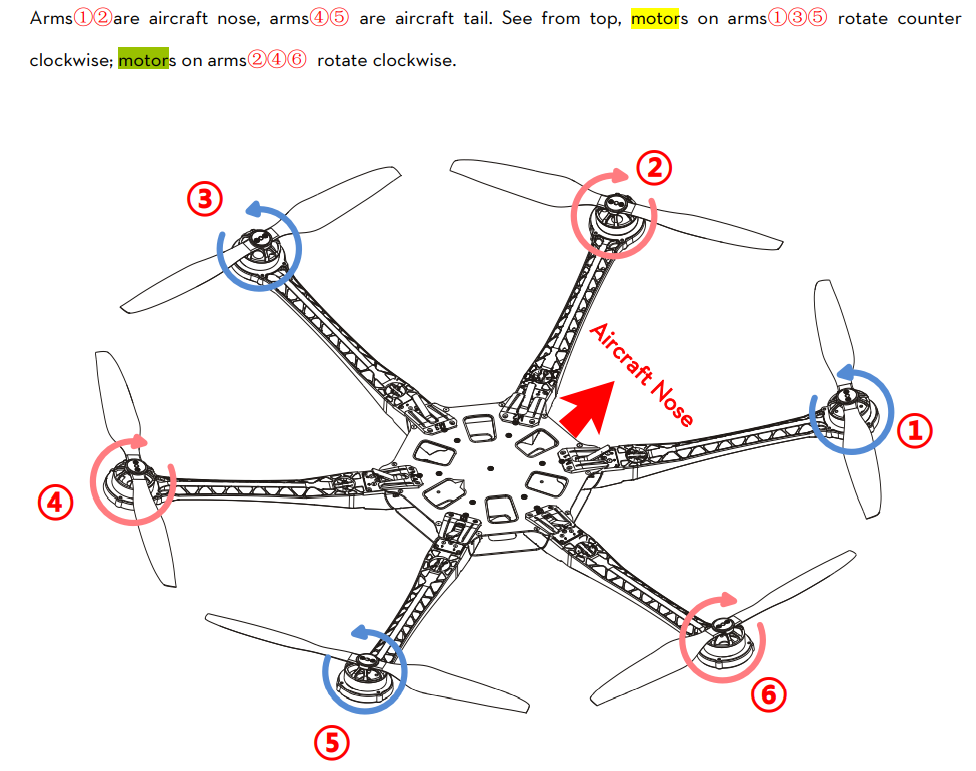 Arms①②are aircraft nose, arms④⑤ are aircraft tail. See from top, motors on arms①③⑤ rotate counter
clockwise; motors on arms②④⑥ rotate clockwise.
②
③
Aircraft Nose
①
④
⑥
⑤